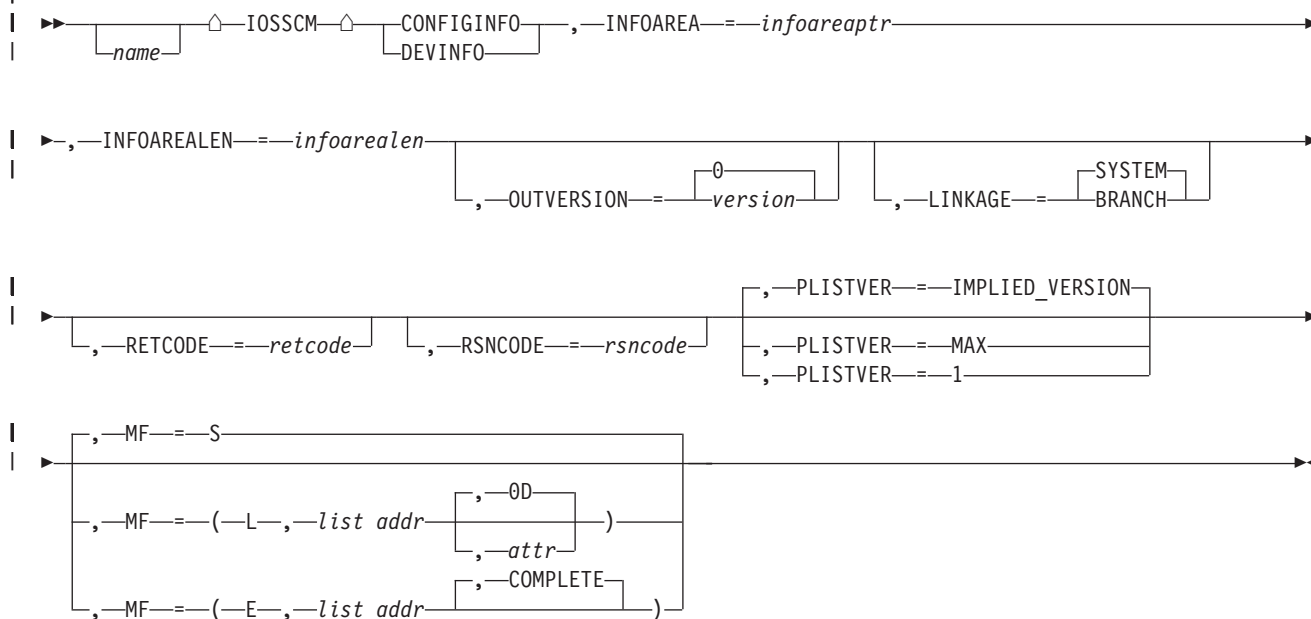 IOSSCM CONFIGINFO , INFOAREA = infoareaptr
name DEVINFO
, INFOAREALEN = infoarealen
0 SYSTEM
, OUTVERSION = version , LINKAGE = BRANCH
, PLISTVER = IMPLIED_VERSION
, RETCODE = retcode , RSNCODE = rsncode , PLISTVER = MAX
, PLISTVER = 1
, MF = S
, 0D
, MF = ( L , list addr )
, attr
, COMPLETE
, MF = ( E , list addr )